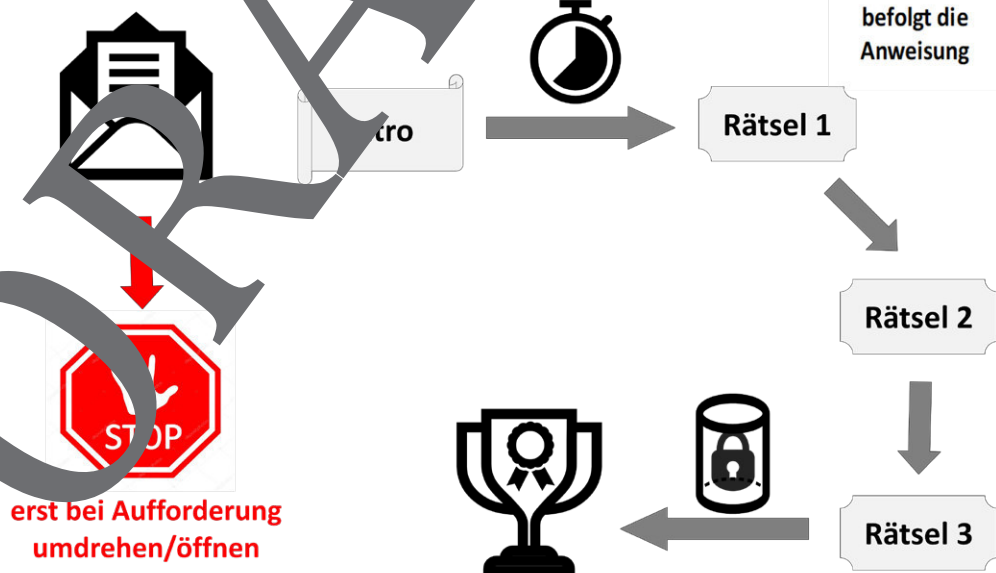 befolgt die
Anweisung
tro
Rätsel 1
Rätsel 2
STOP
Rätsel 3
erst bei Aufforderung
umdrehen/öffnen